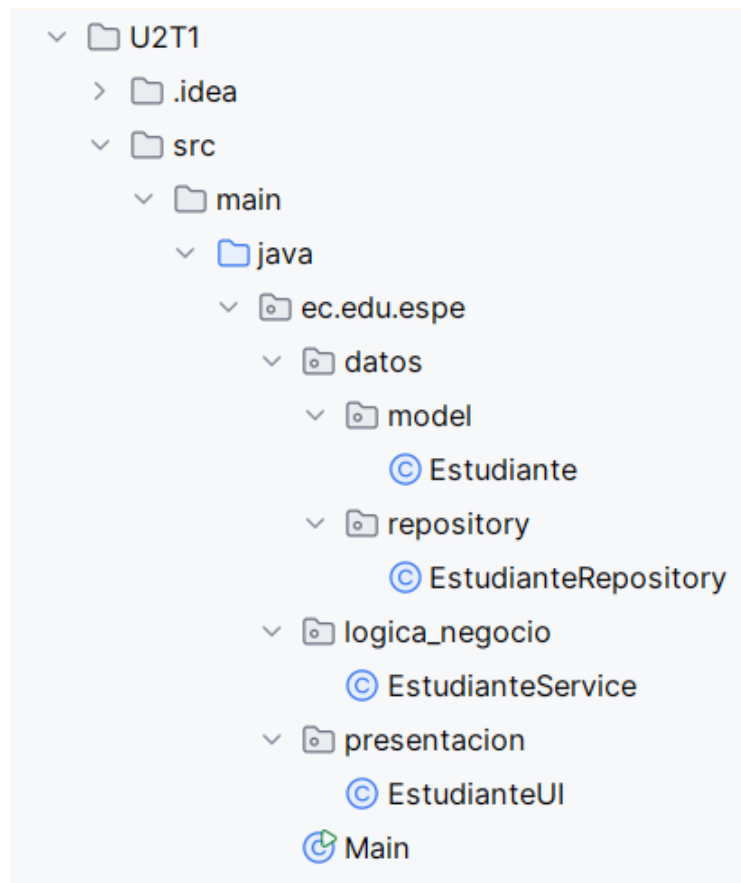 U2T1
.idea
src
main
java
ec.edu.espe
datos
model
C Estudiante
repository
C EstudianteRepository
logica_negocio
C EstudianteService
presentacion
C EstudianteUI
C Main